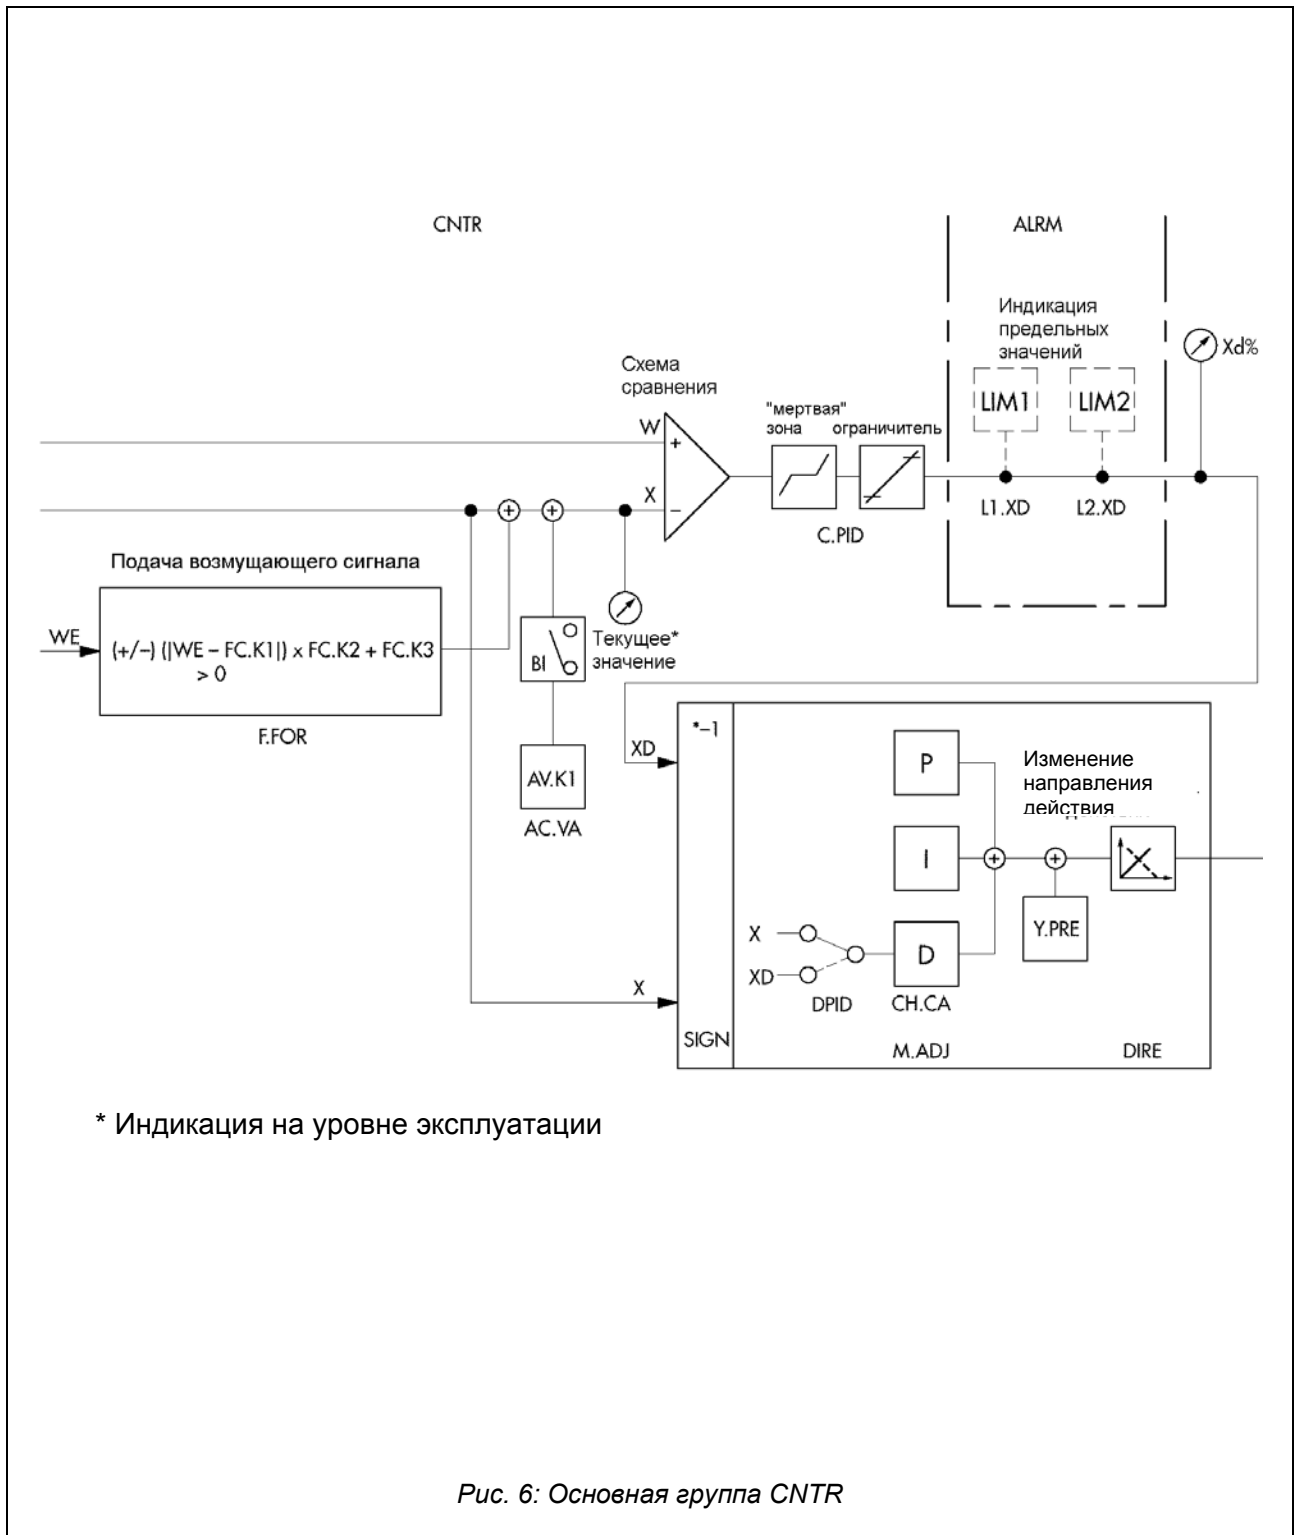 CNTR
ALRM
Индикация
предельных
значений
Xd%
Схема
сравнения
"мертвая"
зона
ограничитель
LIM1
LIM2
W
+
X
–
L1.XD
L2.XD
C.PID
+
+
Подача возмущающего сигнала
WE
(+/–) (|WE – FC.K1|) x FC.K2 + FC.K3
> 0
F.FOR
BI
Текущее*
значение
AV.K1
AC.VA
XD
*–1
P
Изменение
направления
действия
I
+
+
Y.PRE
X
XD
D
DPID
CH.CA
X
SIGN
M.ADJ
DIRE
* Индикация на уровне эксплуатации
Рис. 6: Основная группа CNTR